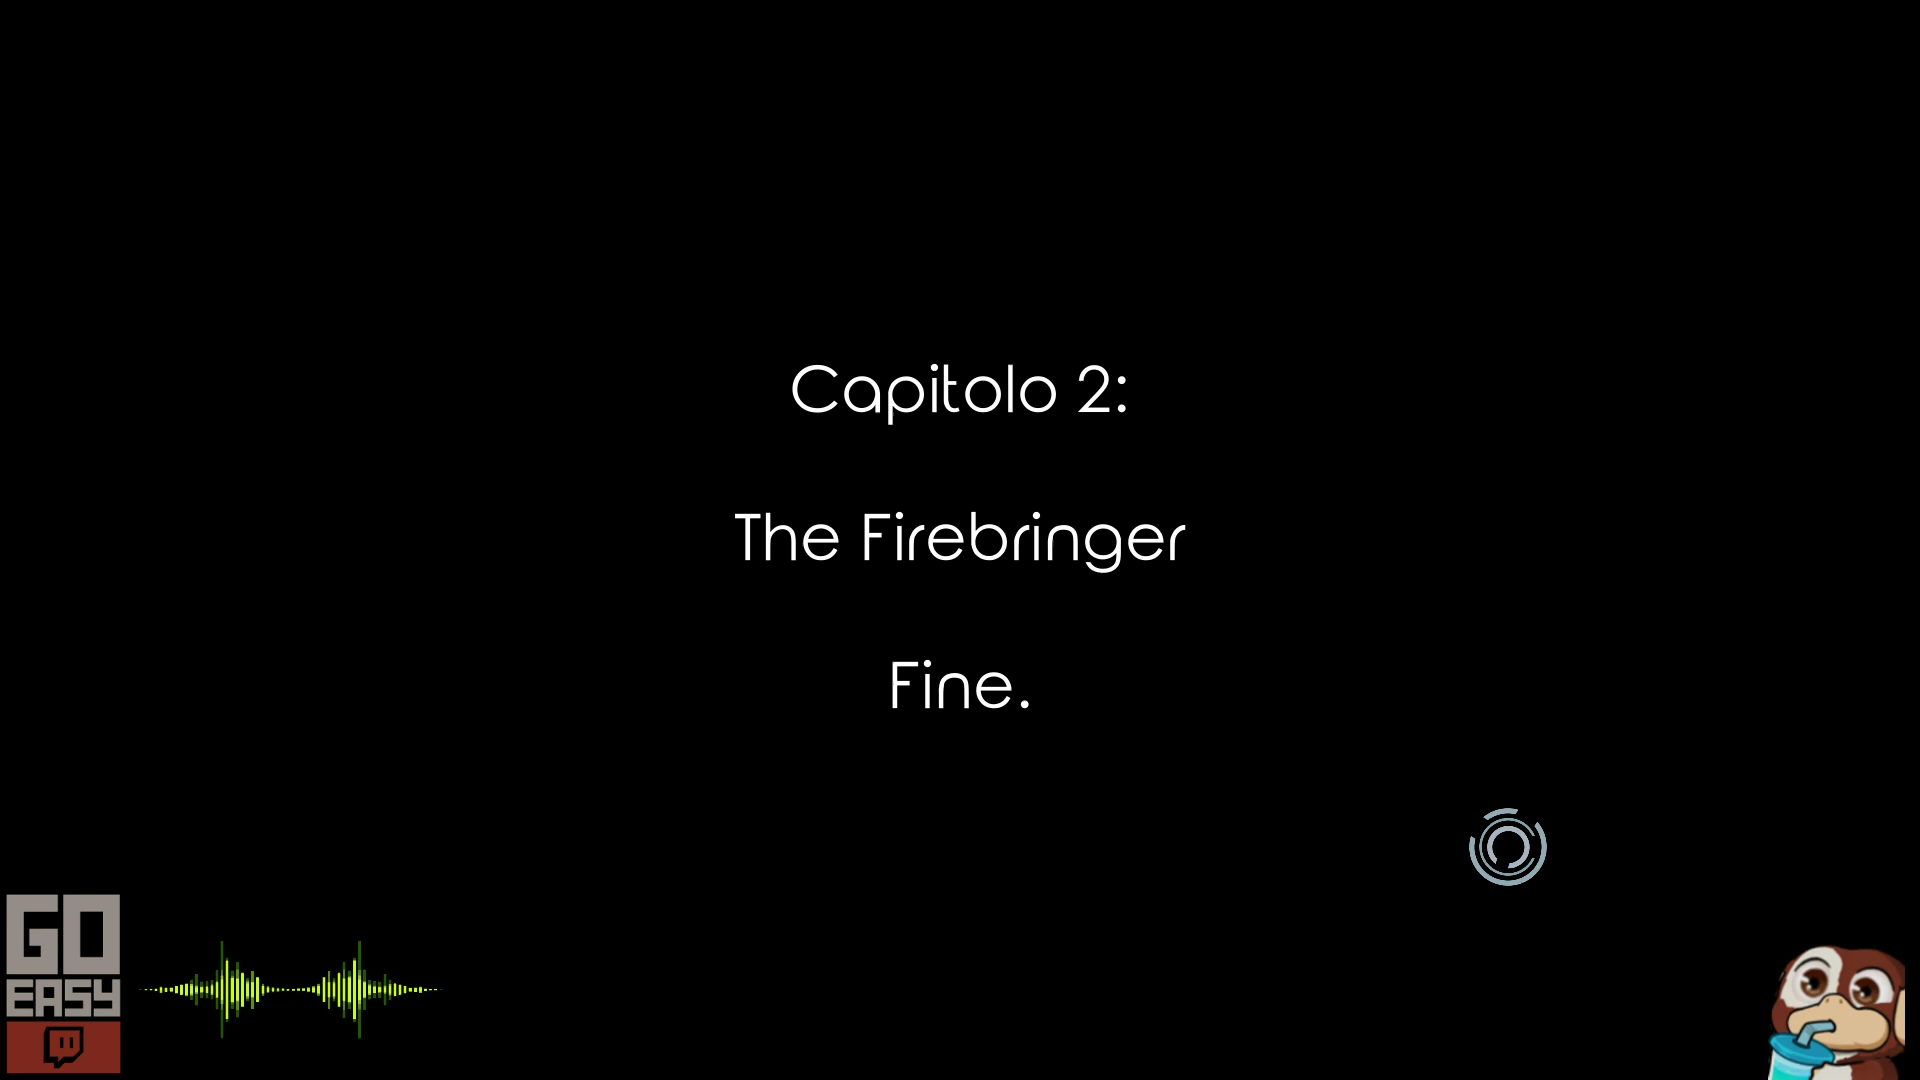 Capitolo 2:
The Firebringer
Fine.
GO
EASY